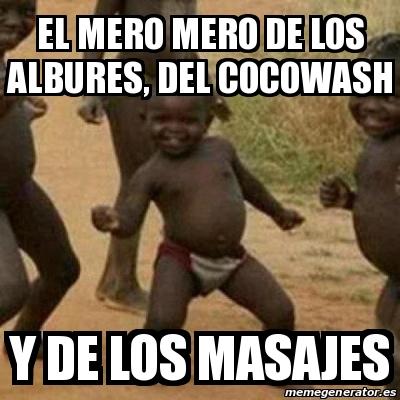 EL MERO MERO DE LOS
ALBURES, DEL COCOWASH
Y DE LOS MASAJES
memegenerator.es